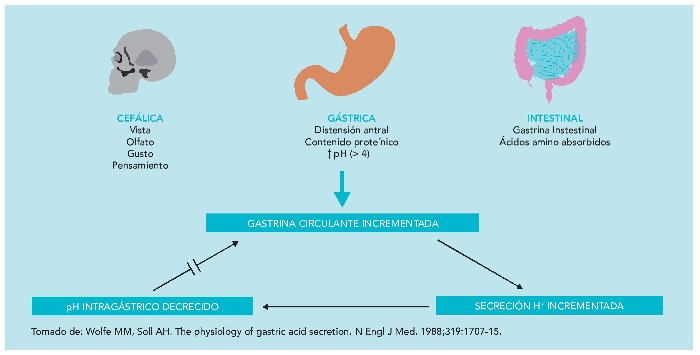 CEFÁLICA
Vista
Olfato
Gusto
Pensamiento
GÁSTRICA
Distensión antral
Contenido prote´nico
↑ pH (> 4)
INTESTINAL
Gastrina Instestinal
Ácidos amino absorbidos
GASTRINA CIRCULANTE INCREMENTADA
pH INTRAGÁSTRICO DECRECIDO
SECRECIÓN H⁺ INCREMENTADA
Tomado de: Wolfe MM, Soll AH. The physiology of gastric acid secretion. N Engl J Med. 1988;319:1707-15.